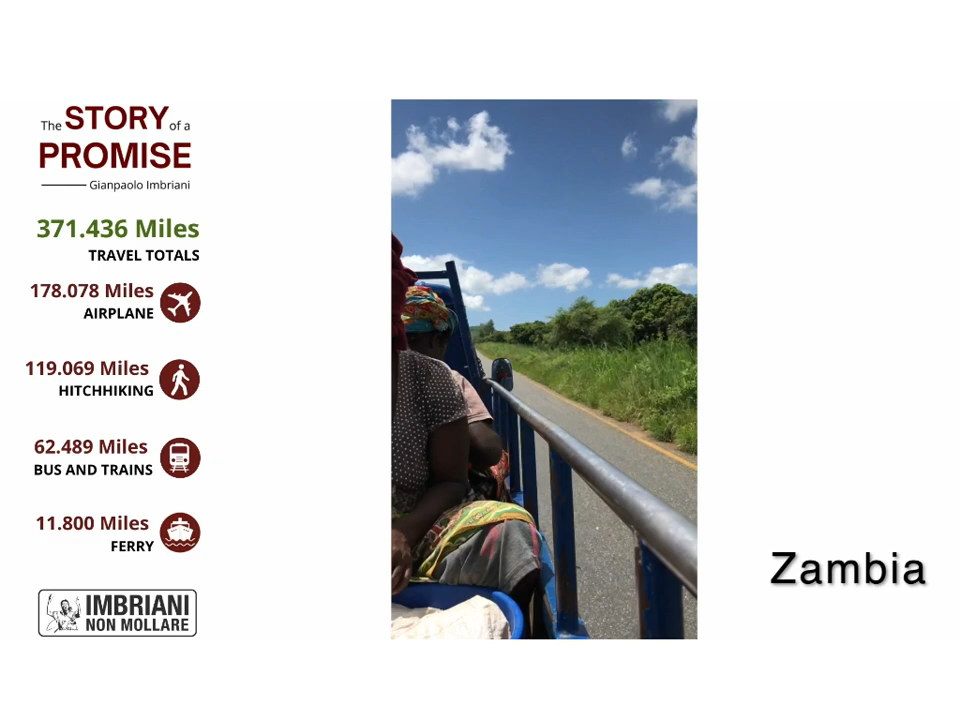 The STORY of a
PROMISE
Gianpaolo Imbriani
371.436 Miles
TRAVEL TOTALS
178.078 Miles
AIRPLANE
119.069 Miles
HITCHHIKING
62.489 Miles
BUS AND TRAINS
11.800 Miles
FERRY
IMBRIANI
NON MOLLARE
Zambia